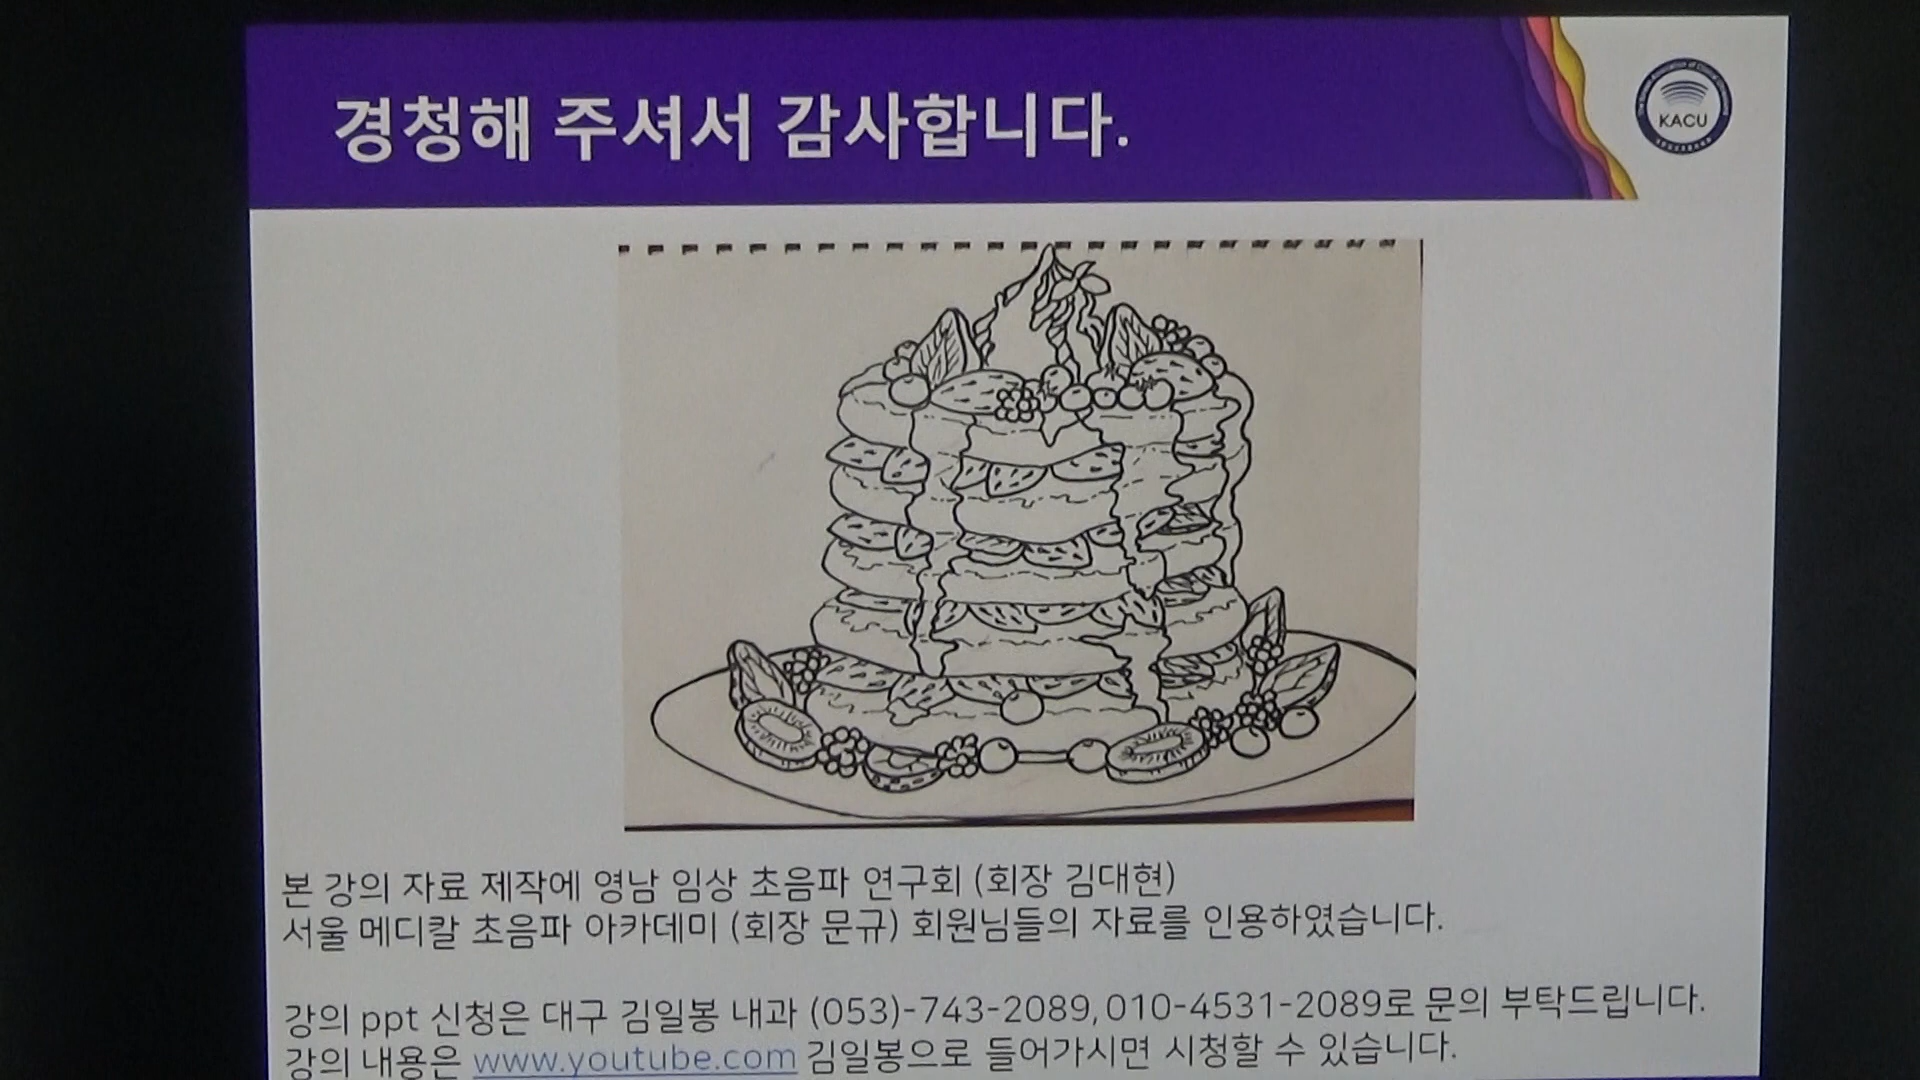 경청해 주셔서 감사합니다.
KACU
본 강의 자료 제작에 영남 임상 초음파 연구회 (회장 김대현)
서울 메디칼 초음파 아카데미 (회장 문규) 회원님들의 자료를 인용하였습니다.
강의 ppt 신청은 대구 김일봉 내과 (053)-743-2089, 010-4531-2089로 문의 부탁드립니다.
강의 내용은 www.youtube.com 김일봉으로 들어가시면 시청할 수 있습니다.